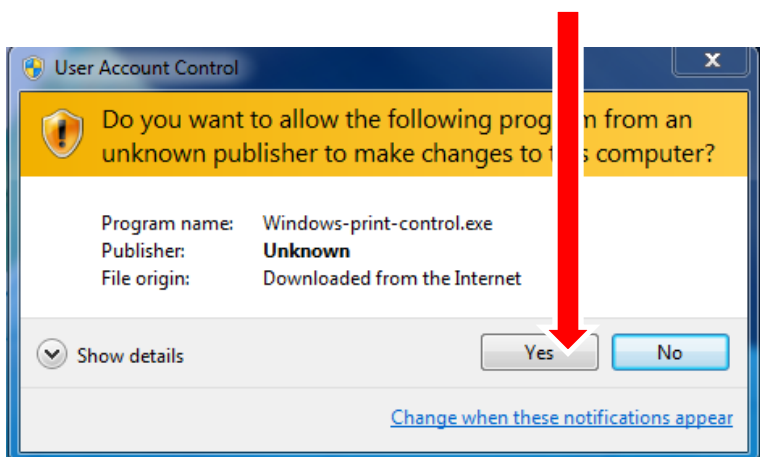 User Account Control
x
Do you want to allow the following program from an
unknown publisher to make changes to this computer?
Program name: Windows-print-control.exe
Publisher: Unknown
File origin: Downloaded from the Internet
Show details
Yes
No
Change when these notifications appear